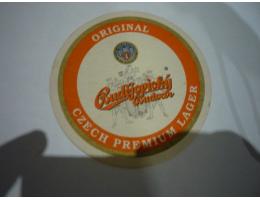 ORIGINAL
Budějovický
Budvar
CZECH PREMIUM LAGER